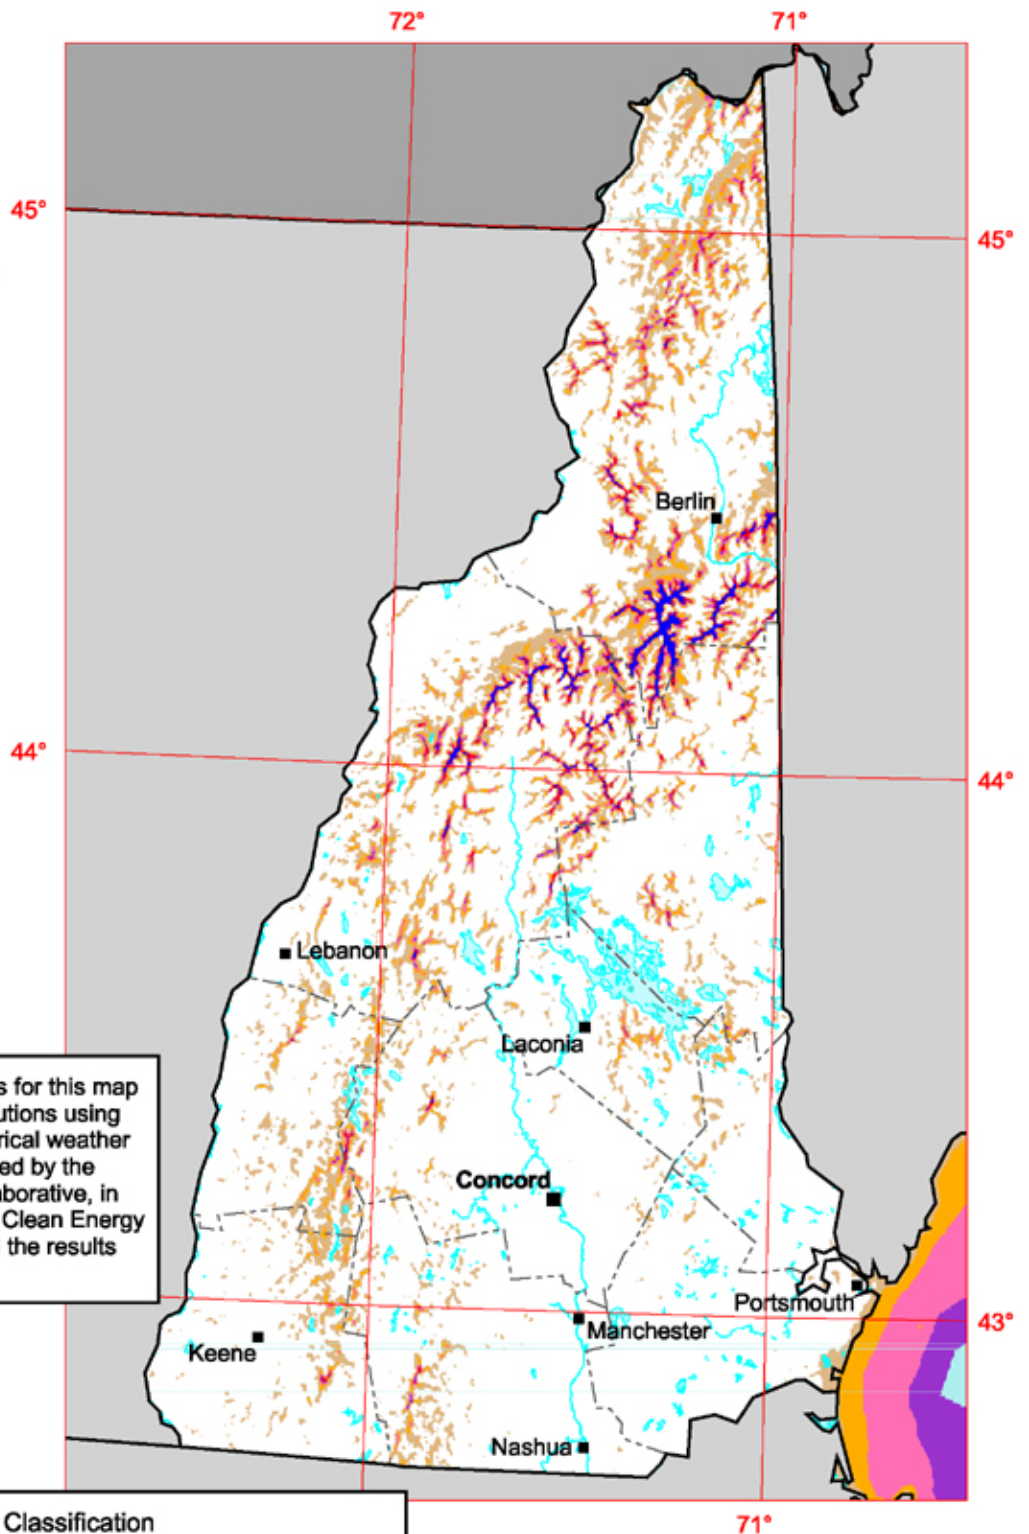 72°
71°
45°
45°
Berlin
44°
44°
Lebanon
Laconia
s for this map
utions using
rical weather
ed by the
aborative, in
Clean Energy
the results
Concord
Portsmouth
43°
Manchester
Keene
Nashua
Classification
71°